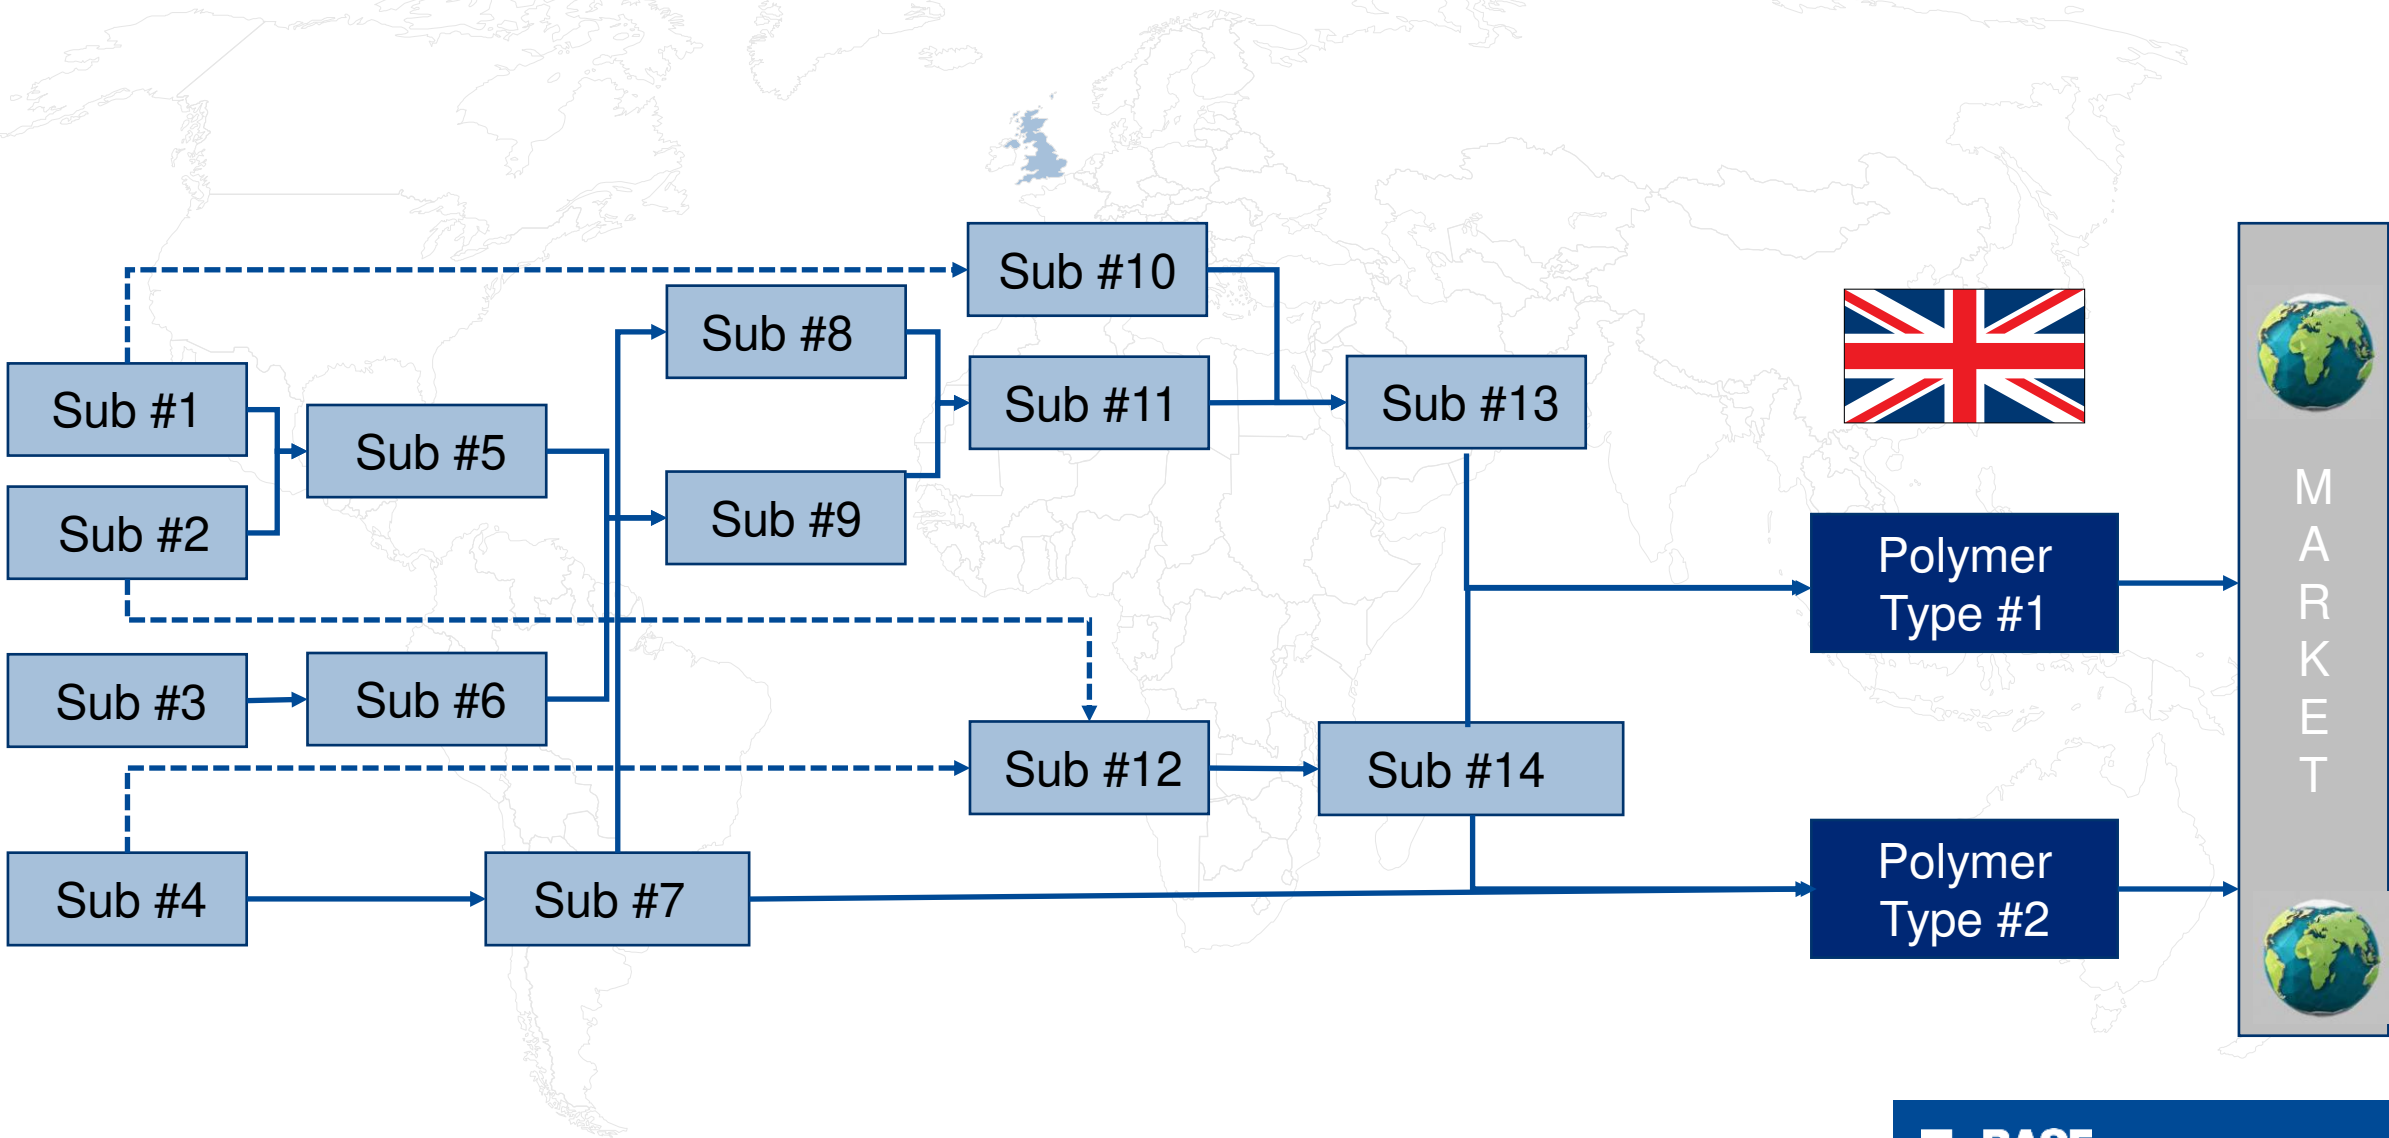 Sub #10
Sub #8
Sub #1
Sub #11
Sub #13
Sub #5
Sub #2
Sub #9
Polymer
Type #1
Sub #3
Sub #6
Sub #12
Sub #14
Sub #4
Sub #7
Polymer
Type #2
M
A
R
K
E
T